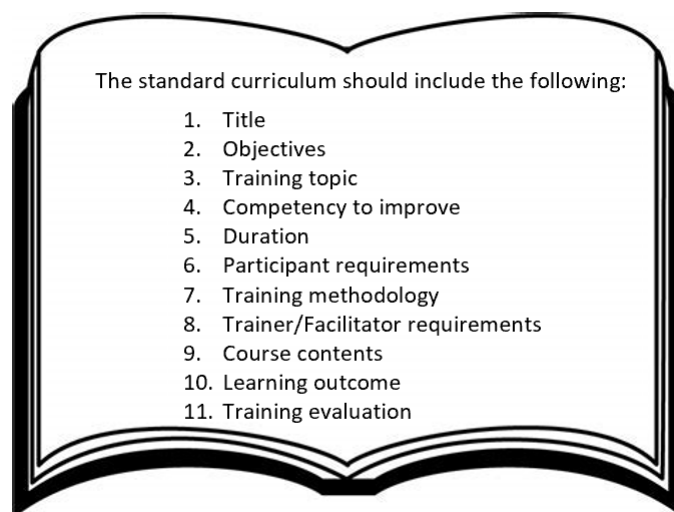 The standard curriculum should include the following:
1. Title
2. Objectives
3. Training topic
4. Competency to improve
5. Duration
6. Participant requirements
7. Training methodology
8. Trainer/Facilitator requirements
9. Course contents
10. Learning outcome
11. Training evaluation